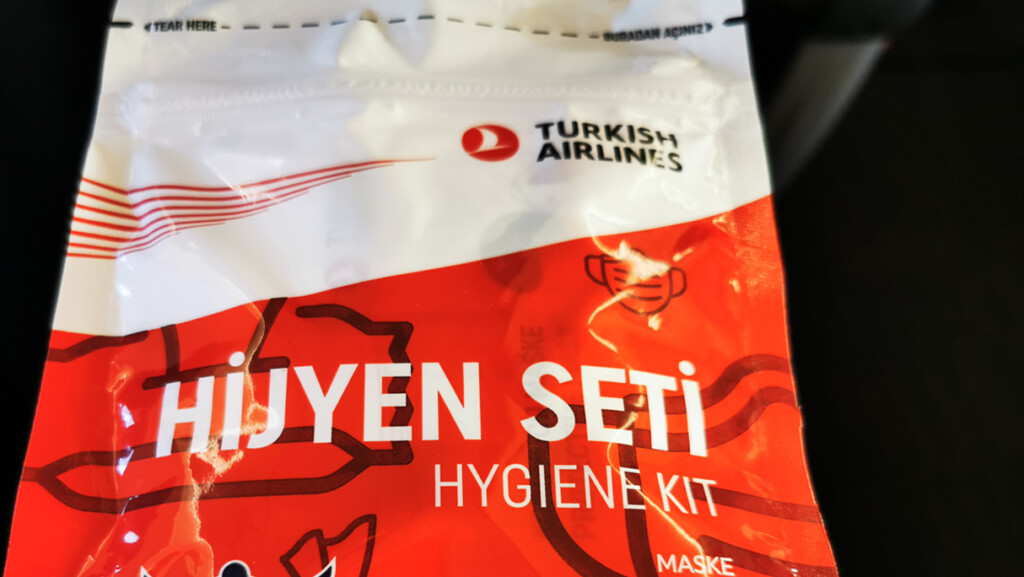 TEAR HERE
BURADAN AÇINIZ
TURKISH
AIRLINES
HİJYEN SETİ
HYGIENE KIT
MASKE